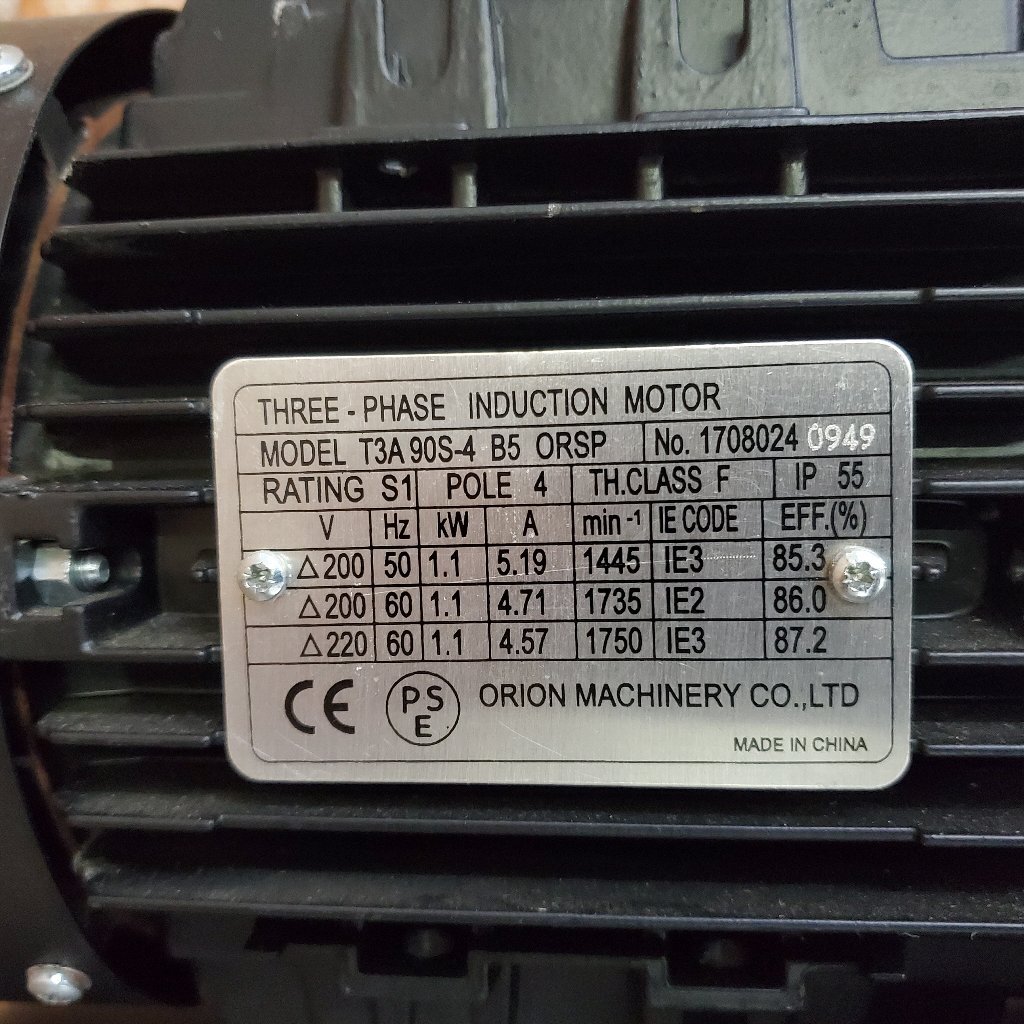 THREE - PHASE INDUCTION MOTOR
MODEL T3A 90S-4 B5 ORSP No. 1708024 0949
RATING S1 POLE 4 TH.CLASS F IP 55
V Hz kW A min⁻¹ IE CODE EFF.(%)
△200 50 1.1 5.19 1445 IE3 85.3
△200 60 1.1 4.71 1735 IE2 86.0
△220 60 1.1 4.57 1750 IE3 87.2
CE PSE ORION MACHINERY CO.,LTD
MADE IN CHINA